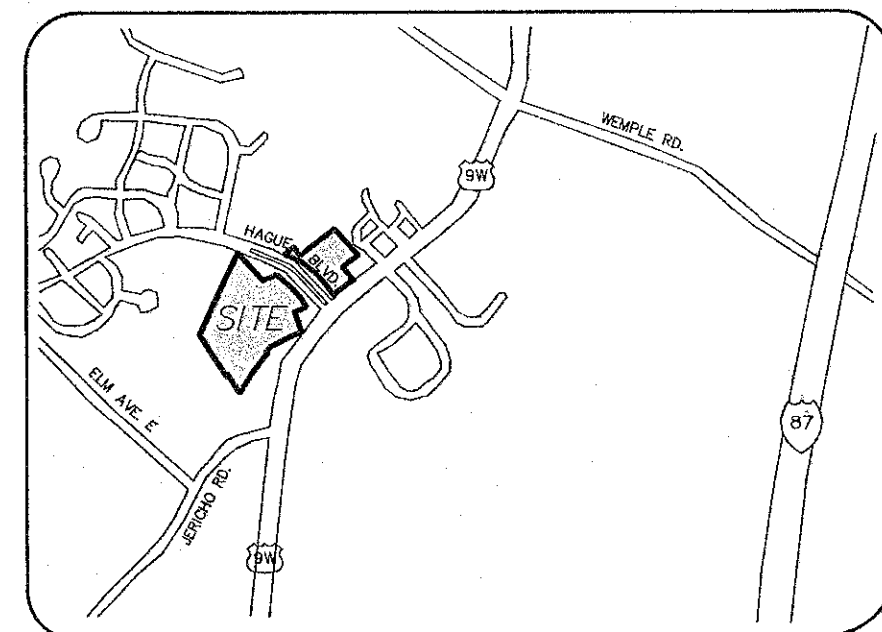 WEMPLE RD.
9W
HAGUE
BLVD.
SITE
ELM AVE. E
87
JERICHO RD.
9W